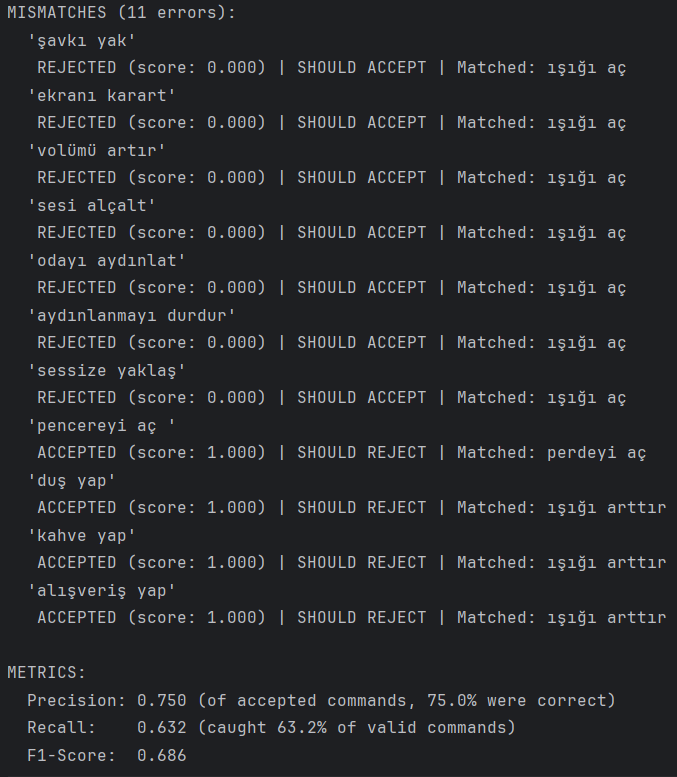 MISMATCHES (11 errors):
'şavkı yak'
REJECTED (score: 0.000) | SHOULD ACCEPT | Matched: ışığı aç
'ekranı karart'
REJECTED (score: 0.000) | SHOULD ACCEPT | Matched: ışığı aç
'volümü artır'
REJECTED (score: 0.000) | SHOULD ACCEPT | Matched: ışığı aç
'sesi alçalt'
REJECTED (score: 0.000) | SHOULD ACCEPT | Matched: ışığı aç
'odayı aydınlat'
REJECTED (score: 0.000) | SHOULD ACCEPT | Matched: ışığı aç
'aydınlanmayı durdur'
REJECTED (score: 0.000) | SHOULD ACCEPT | Matched: ışığı aç
'sessize yaklaş'
REJECTED (score: 0.000) | SHOULD ACCEPT | Matched: ışığı aç
'pencereyi aç '
ACCEPTED (score: 1.000) | SHOULD REJECT | Matched: perdeyi aç
'duş yap'
ACCEPTED (score: 1.000) | SHOULD REJECT | Matched: ışığı arttır
'kahve yap'
ACCEPTED (score: 1.000) | SHOULD REJECT | Matched: ışığı arttır
'alışveriş yap'
ACCEPTED (score: 1.000) | SHOULD REJECT | Matched: ışığı arttır
METRICS:
Precision: 0.750 (of accepted commands, 75.0% were correct)
Recall: 0.632 (caught 63.2% of valid commands)
F1-Score: 0.686